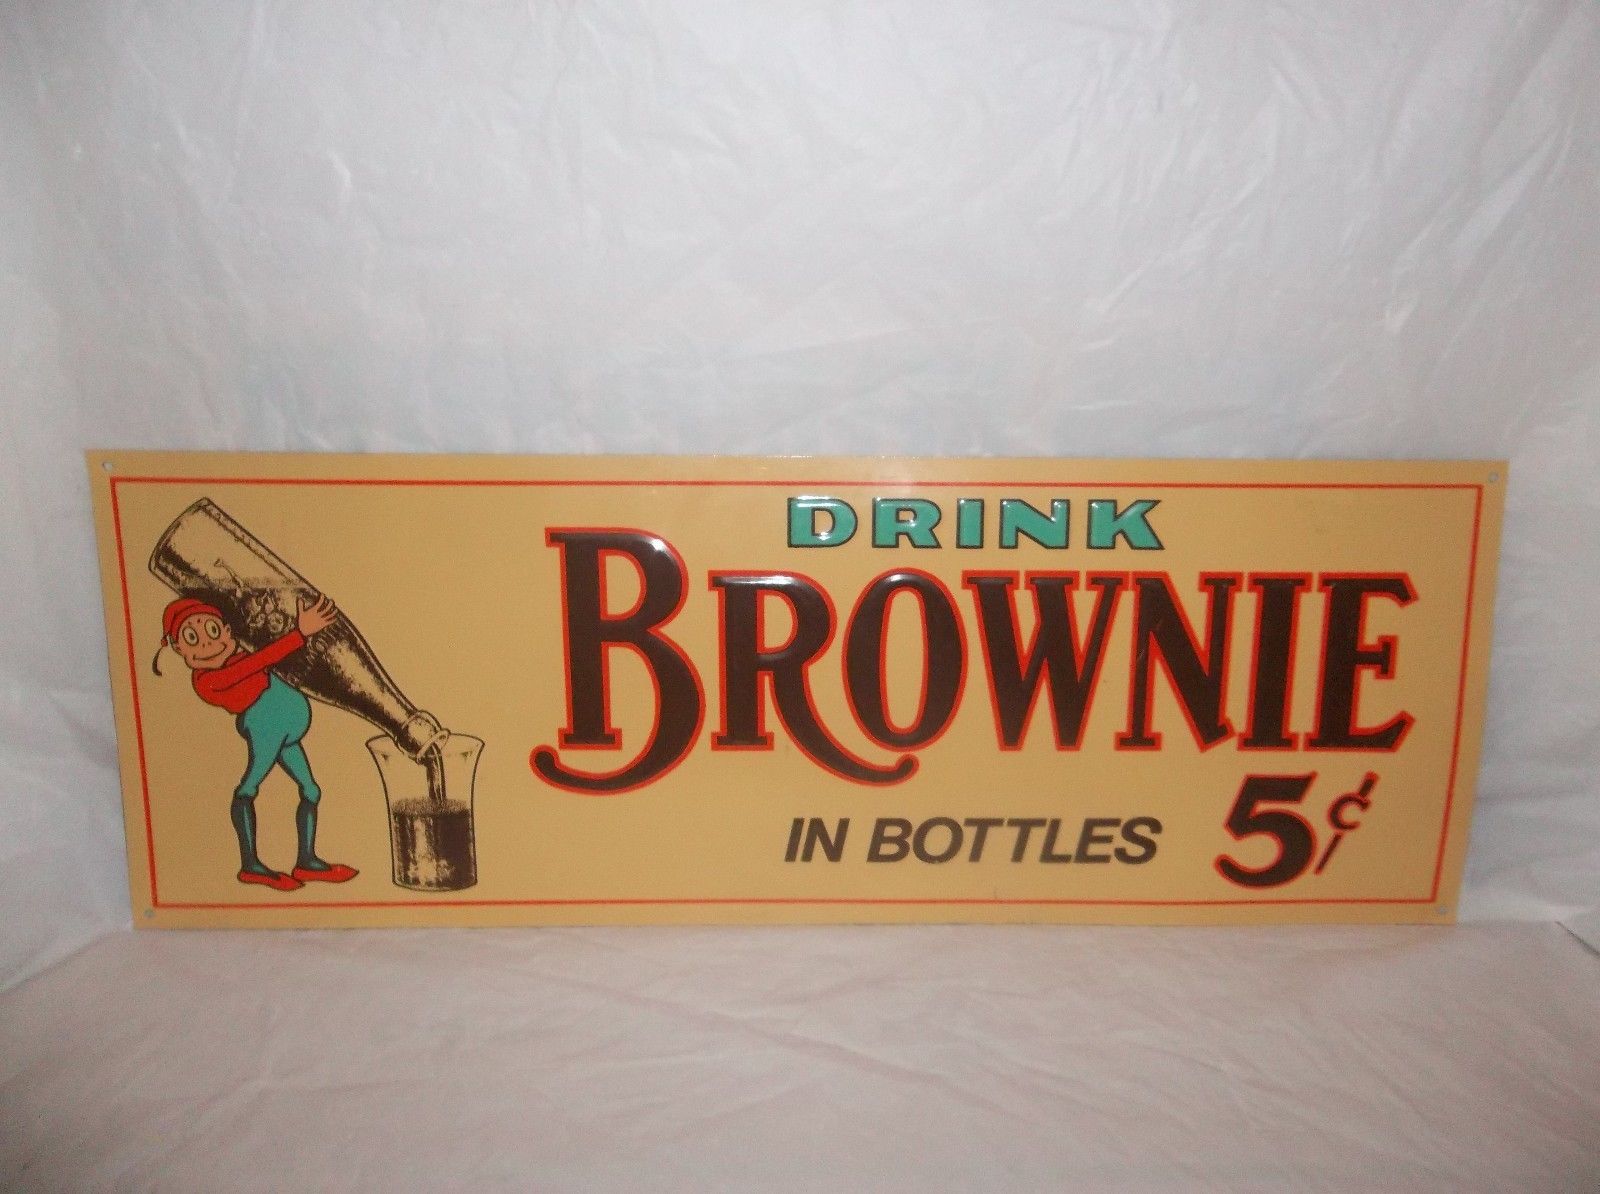 DRINK
BROWNIE
IN BOTTLES 5¢